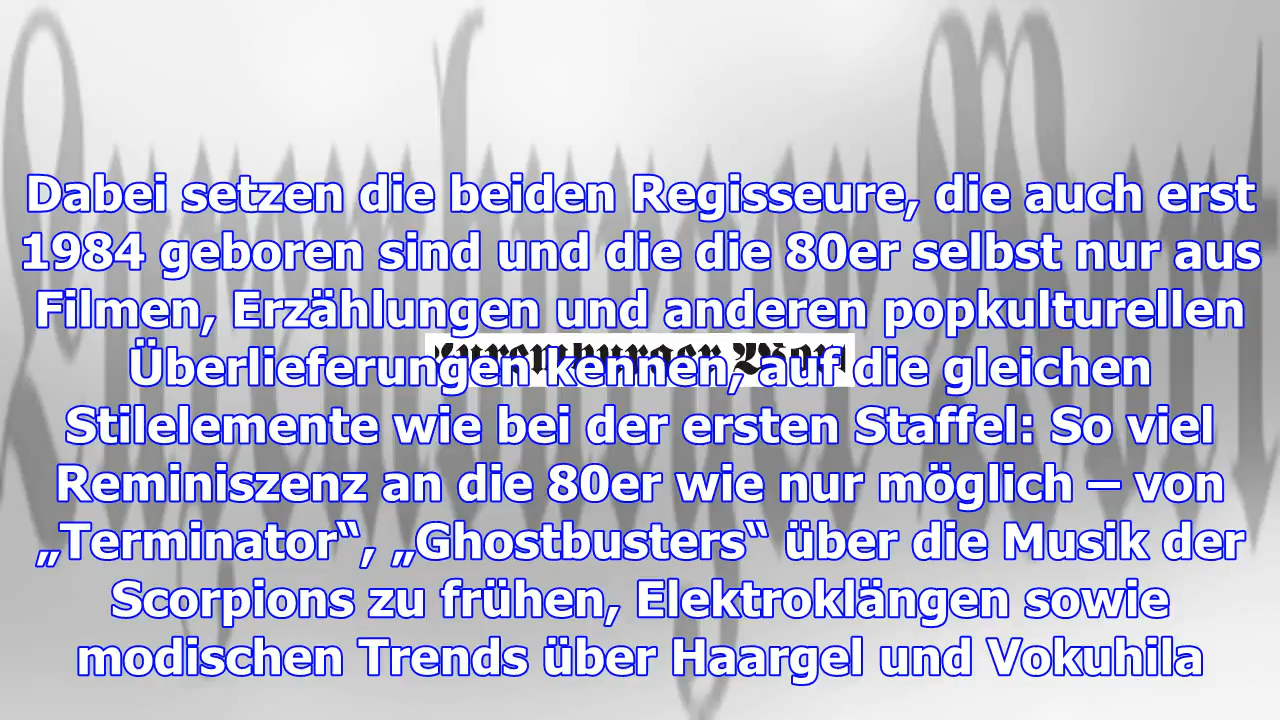 Dabei setzen die beiden Regisseure, die auch erst
1984 geboren sind und die die 80er selbst nur aus
Filmen, Erzählungen und anderen popkulturellen
Überlieferungen kennen, auf die gleichen
Stilelemente wie bei der ersten Staffel: So viel
Reminiszenz an die 80er wie nur möglich – von
„Terminator“, „Ghostbusters“ über die Musik der
Scorpions zu frühen, Elektroklängen sowie
modischen Trends über Haargel und Vokuhila